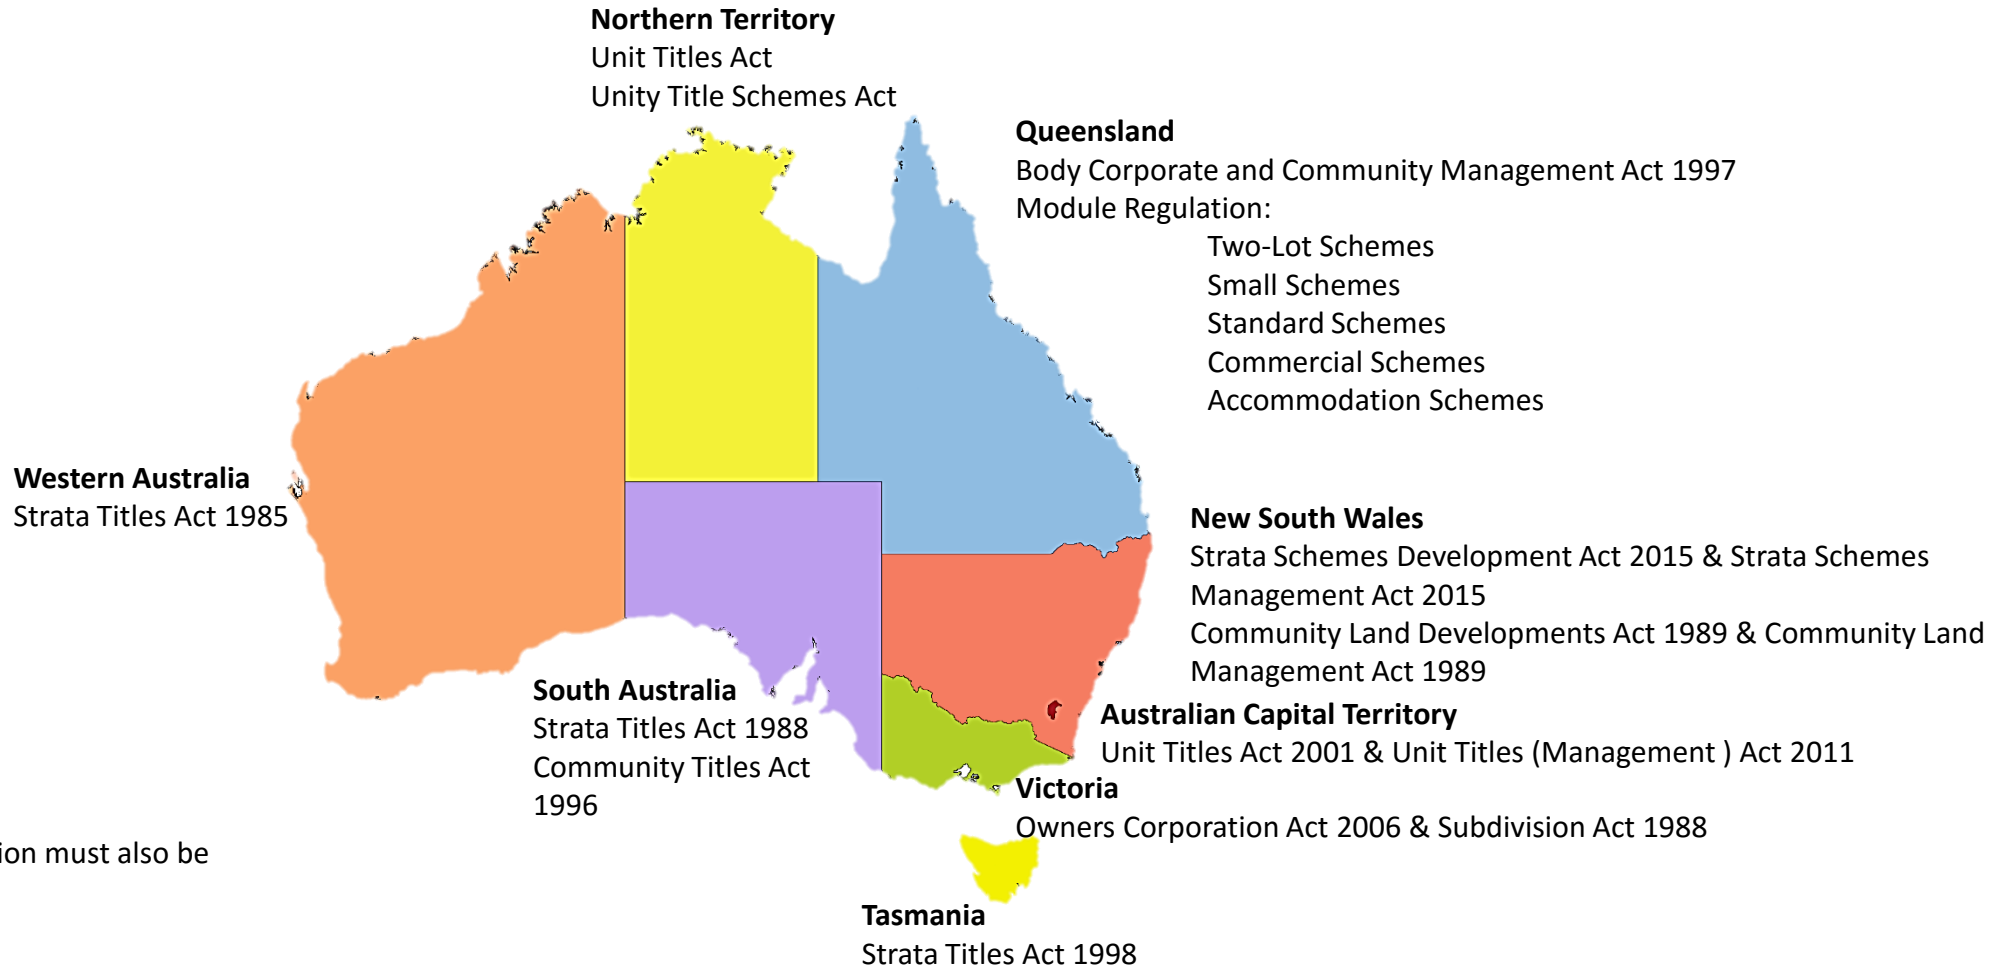 Northern Territory
Unit Titles Act
Unity Title Schemes Act
Queensland
Body Corporate and Community Management Act 1997
Module Regulation:
Two-Lot Schemes
Small Schemes
Standard Schemes
Commercial Schemes
Accommodation Schemes
Western Australia
Strata Titles Act 1985
New South Wales
Strata Schemes Development Act 2015 & Strata Schemes
Management Act 2015
Community Land Developments Act 1989 & Community Land
Management Act 1989
South Australia
Strata Titles Act 1988
Community Titles Act
1996
Australian Capital Territory
Unit Titles Act 2001 & Unit Titles (Management ) Act 2011
Victoria
Owners Corporation Act 2006 & Subdivision Act 1988
ion must also be
Tasmania
Strata Titles Act 1998